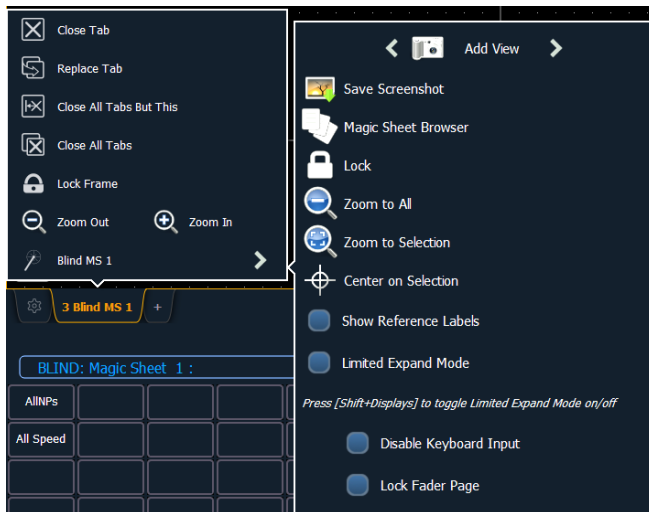 Close Tab
Replace Tab
Close All Tabs But This
Close All Tabs
Lock Frame
Zoom Out
Zoom In
Blind MS 1
3 Blind MS 1
+
BLIND: Magic Sheet 1 :
AllNPs
All Speed
Add View
Save Screenshot
Magic Sheet Browser
Lock
Zoom to All
Zoom to Selection
Center on Selection
Show Reference Labels
Limited Expand Mode
Press [Shift+Displays] to toggle Limited Expand Mode on/off
Disable Keyboard Input
Lock Fader Page